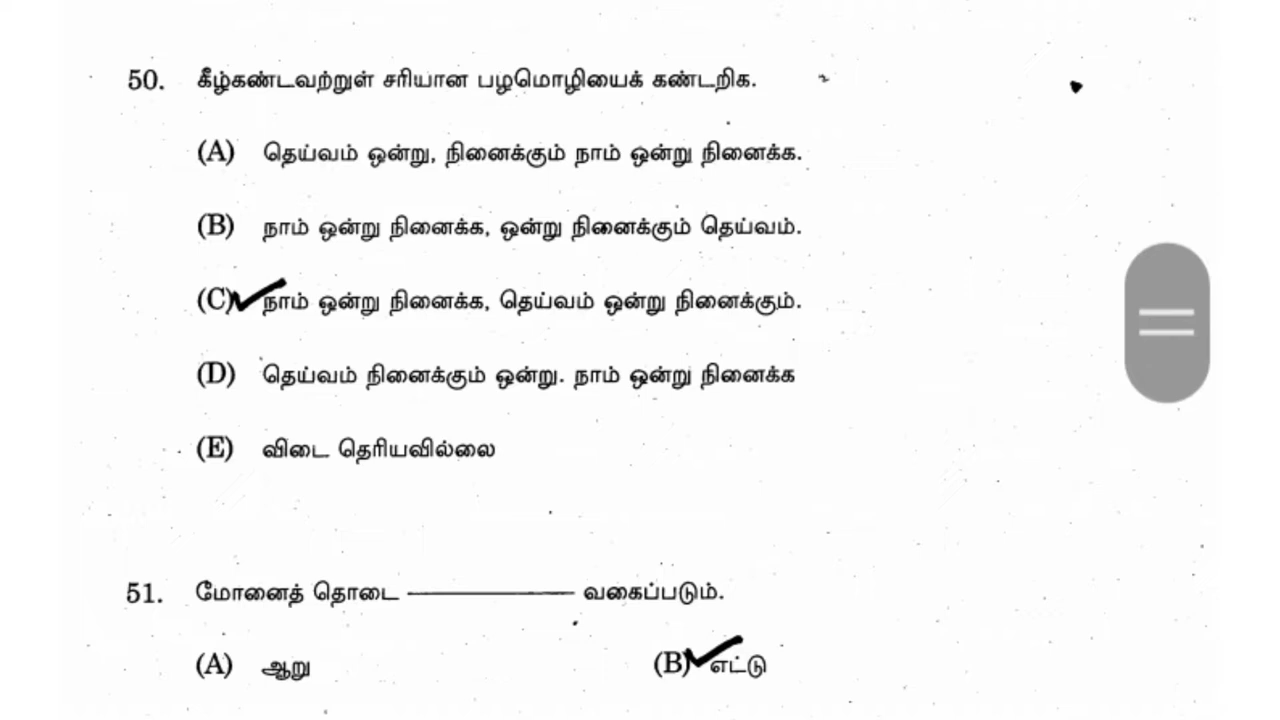 50. கீழ்கண்டவற்றுள் சரியான பழமொழியைக் கண்டறிக.
(A) தெய்வம் ஒன்று, நினைக்கும் நாம் ஒன்று நினைக்க.
(B) நாம் ஒன்று நினைக்க, ஒன்று நினைக்கும் தெய்வம்.
(C) நாம் ஒன்று நினைக்க, தெய்வம் ஒன்று நினைக்கும்.
(D) தெய்வம் நினைக்கும் ஒன்று. நாம் ஒன்று நினைக்க
(E) விடை தெரியவில்லை
51. மோனைத் தொடை ———— வகைப்படும்.
(A) ஆறு (B) எட்டு